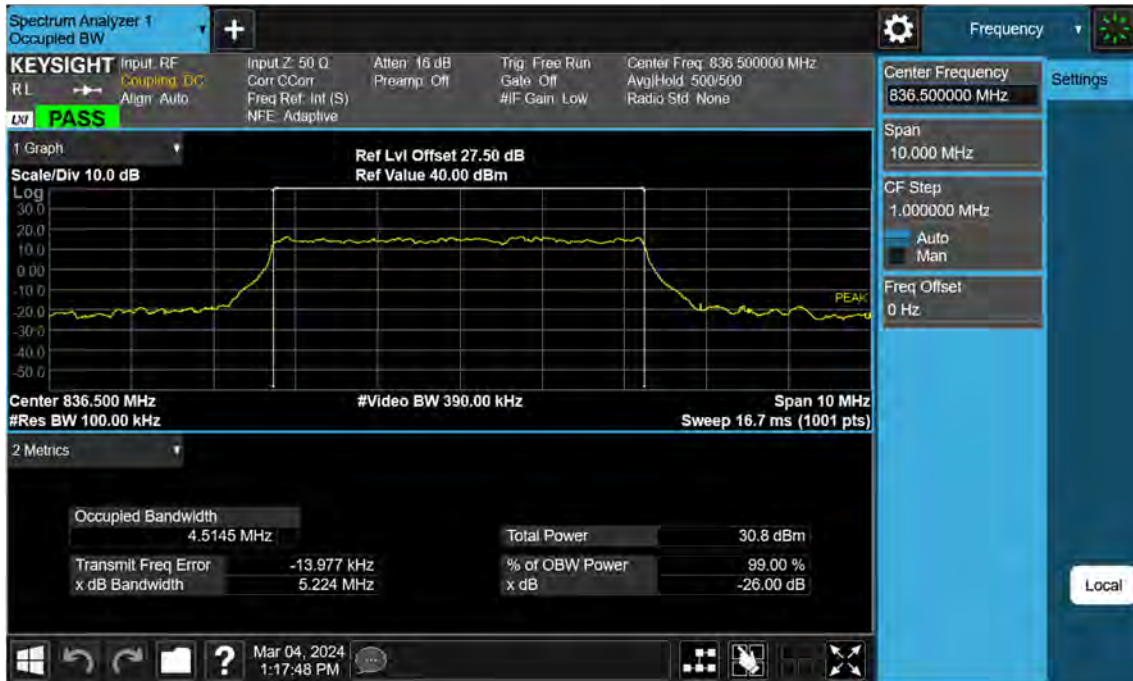 Spectrum Analyzer 1
Occupied BW
+
Frequency
KEYSIGHT
RL
LXI PASS
Input: RF
Coupling: DC
Align: Auto
Input Z: 50 Ω
Corr CCorr
Freq Ref: Int (S)
NFE: Adaptive
Atten: 16 dB
Preamp: Off
Trig: Free Run
Gate: Off
#IF Gain: Low
Center Freq: 836.500000 MHz
Avg|Hold: 500/500
Radio Std: None
Center Frequency
836.500000 MHz
Settings
Span
10.000 MHz
CF Step
1.000000 MHz
Auto
Man
Freq Offset
0 Hz
1 Graph
Scale/Div 10.0 dB
Ref Lvl Offset 27.50 dB
Ref Value 40.00 dBm
Log
30.0
20.0
10.0
0.00
-10.0
-20.0
-30.0
-40.0
-50.0
PEAK
Center 836.500 MHz
#Video BW 390.00 kHz
Span 10 MHz
#Res BW 100.00 kHz
Sweep 16.7 ms (1001 pts)
2 Metrics
Occupied Bandwidth
4.5145 MHz
Total Power 30.8 dBm
Transmit Freq Error -13.977 kHz
% of OBW Power 99.00 %
x dB Bandwidth 5.224 MHz
x dB -26.00 dB
Local
?
Mar 04, 2024
1:17:48 PM